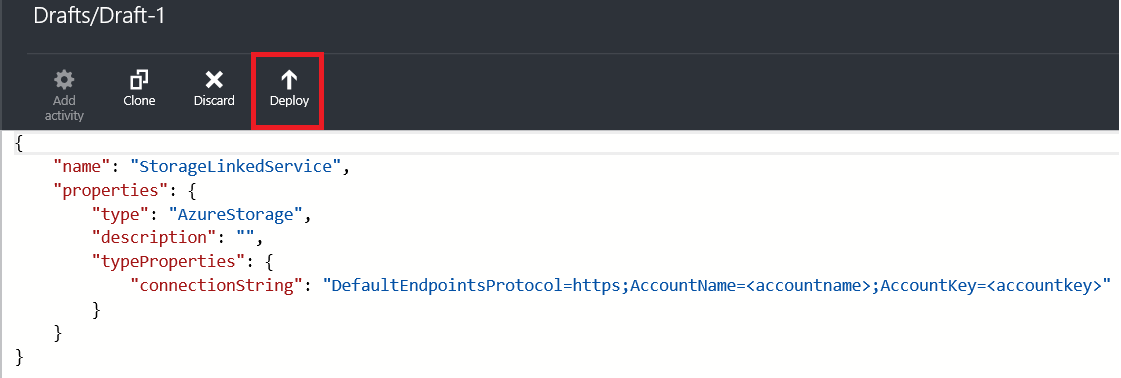 Drafts/Draft-1
Add activity
Clone
Discard
Deploy
{
    "name": "StorageLinkedService",
    "properties": {
        "type": "AzureStorage",
        "description": "",
        "typeProperties": {
            "connectionString": "DefaultEndpointsProtocol=https;AccountName=<accountname>;AccountKey=<accountkey>"
        }
    }
}